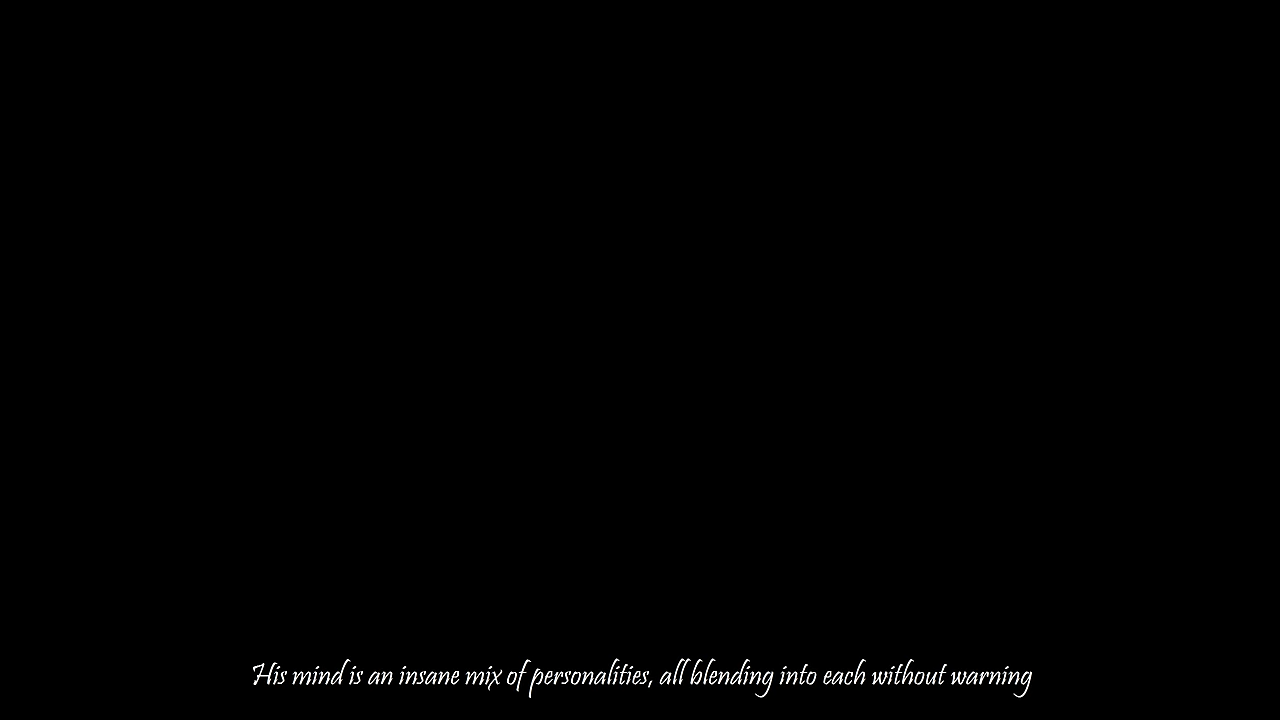 His mind is an insane mix of personalities, all blending into each without warning